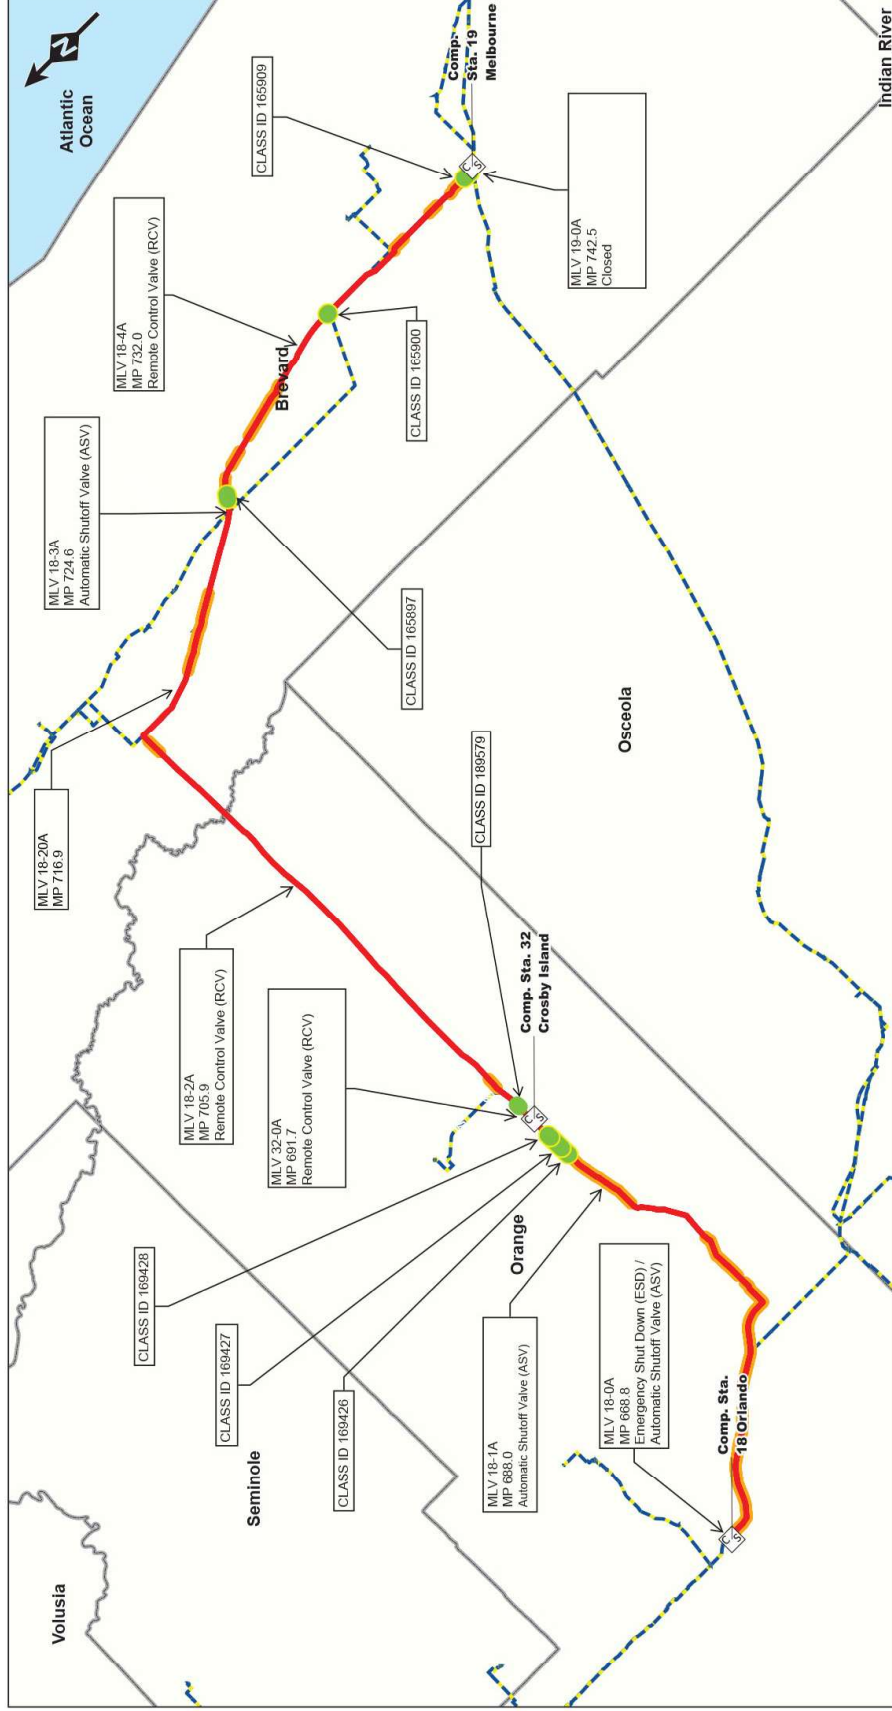 Volusia
Seminole
Orange
Osceola
Brevard
Indian River
Atlantic
Ocean
N
Comp. Sta.
18 Orlando
C
S
MLV 18-0A
MP 668.8
Emergency Shut Down (ESD) /
Automatic Shutoff Valve (ASV)
MLV 18-1A
MP 688.0
Automatic Shutoff Valve (ASV)
CLASS ID 169426
CLASS ID 169427
CLASS ID 169428
MLV 32-0A
MP 691.7
Remote Control Valve (RCV)
Comp. Sta. 32
Crosby Island
C
S
CLASS ID 189579
MLV 18-2A
MP 705.9
Remote Control Valve (RCV)
MLV 18-20A
MP 716.9
MLV 18-3A
MP 724.6
Automatic Shutoff Valve (ASV)
CLASS ID 165897
MLV 18-4A
MP 732.0
Remote Control Valve (RCV)
CLASS ID 165900
CLASS ID 165909
Comp.
Sta. 19
Melbourne
C
S
MLV 19-0A
MP 742.5
Closed